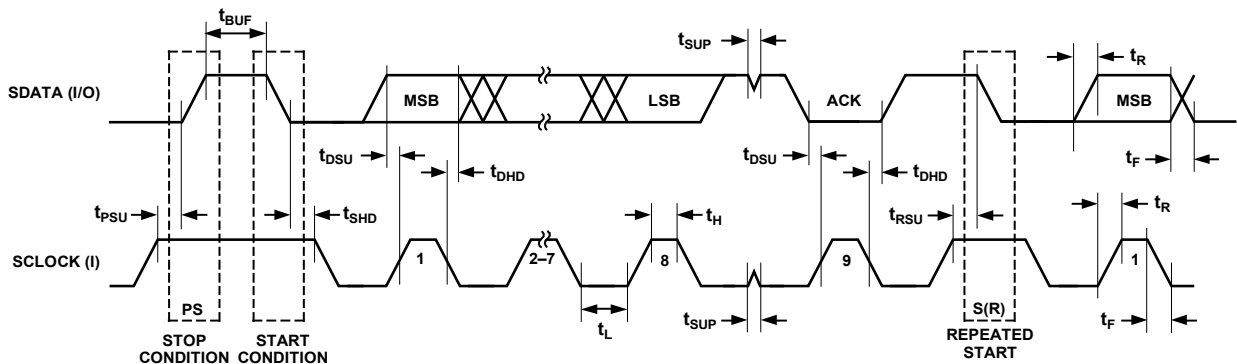 tBUF
tSUP
tR
SDATA (I/O)
MSB
LSB
ACK
MSB
tDSU
tDHD
tDSU
tDHD
tF
tPSU
tSHD
tH
tRSU
tR
SCLOCK (I)
1
2–7
8
9
1
PS
S(R)
tL
tSUP
tF
STOP
CONDITION
START
CONDITION
REPEATED
START